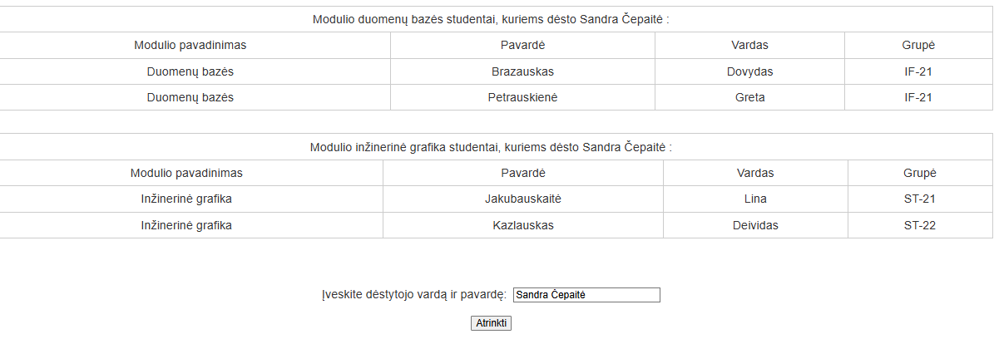 Modulio duomenų bazės studentai, kuriems dėsto Sandra Čepaitė :
Modulio pavadinimas Pavardė Vardas Grupė
Duomenų bazės Brazauskas Dovydas IF-21
Duomenų bazės Petrauskienė Greta IF-21
Modulio inžinerinė grafika studentai, kuriems dėsto Sandra Čepaitė :
Modulio pavadinimas Pavardė Vardas Grupė
Inžinerinė grafika Jakubauskaitė Lina ST-21
Inžinerinė grafika Kazlauskas Deividas ST-22
Įveskite dėstytojo vardą ir pavardę: Sandra Čepaitė
Atrinkti